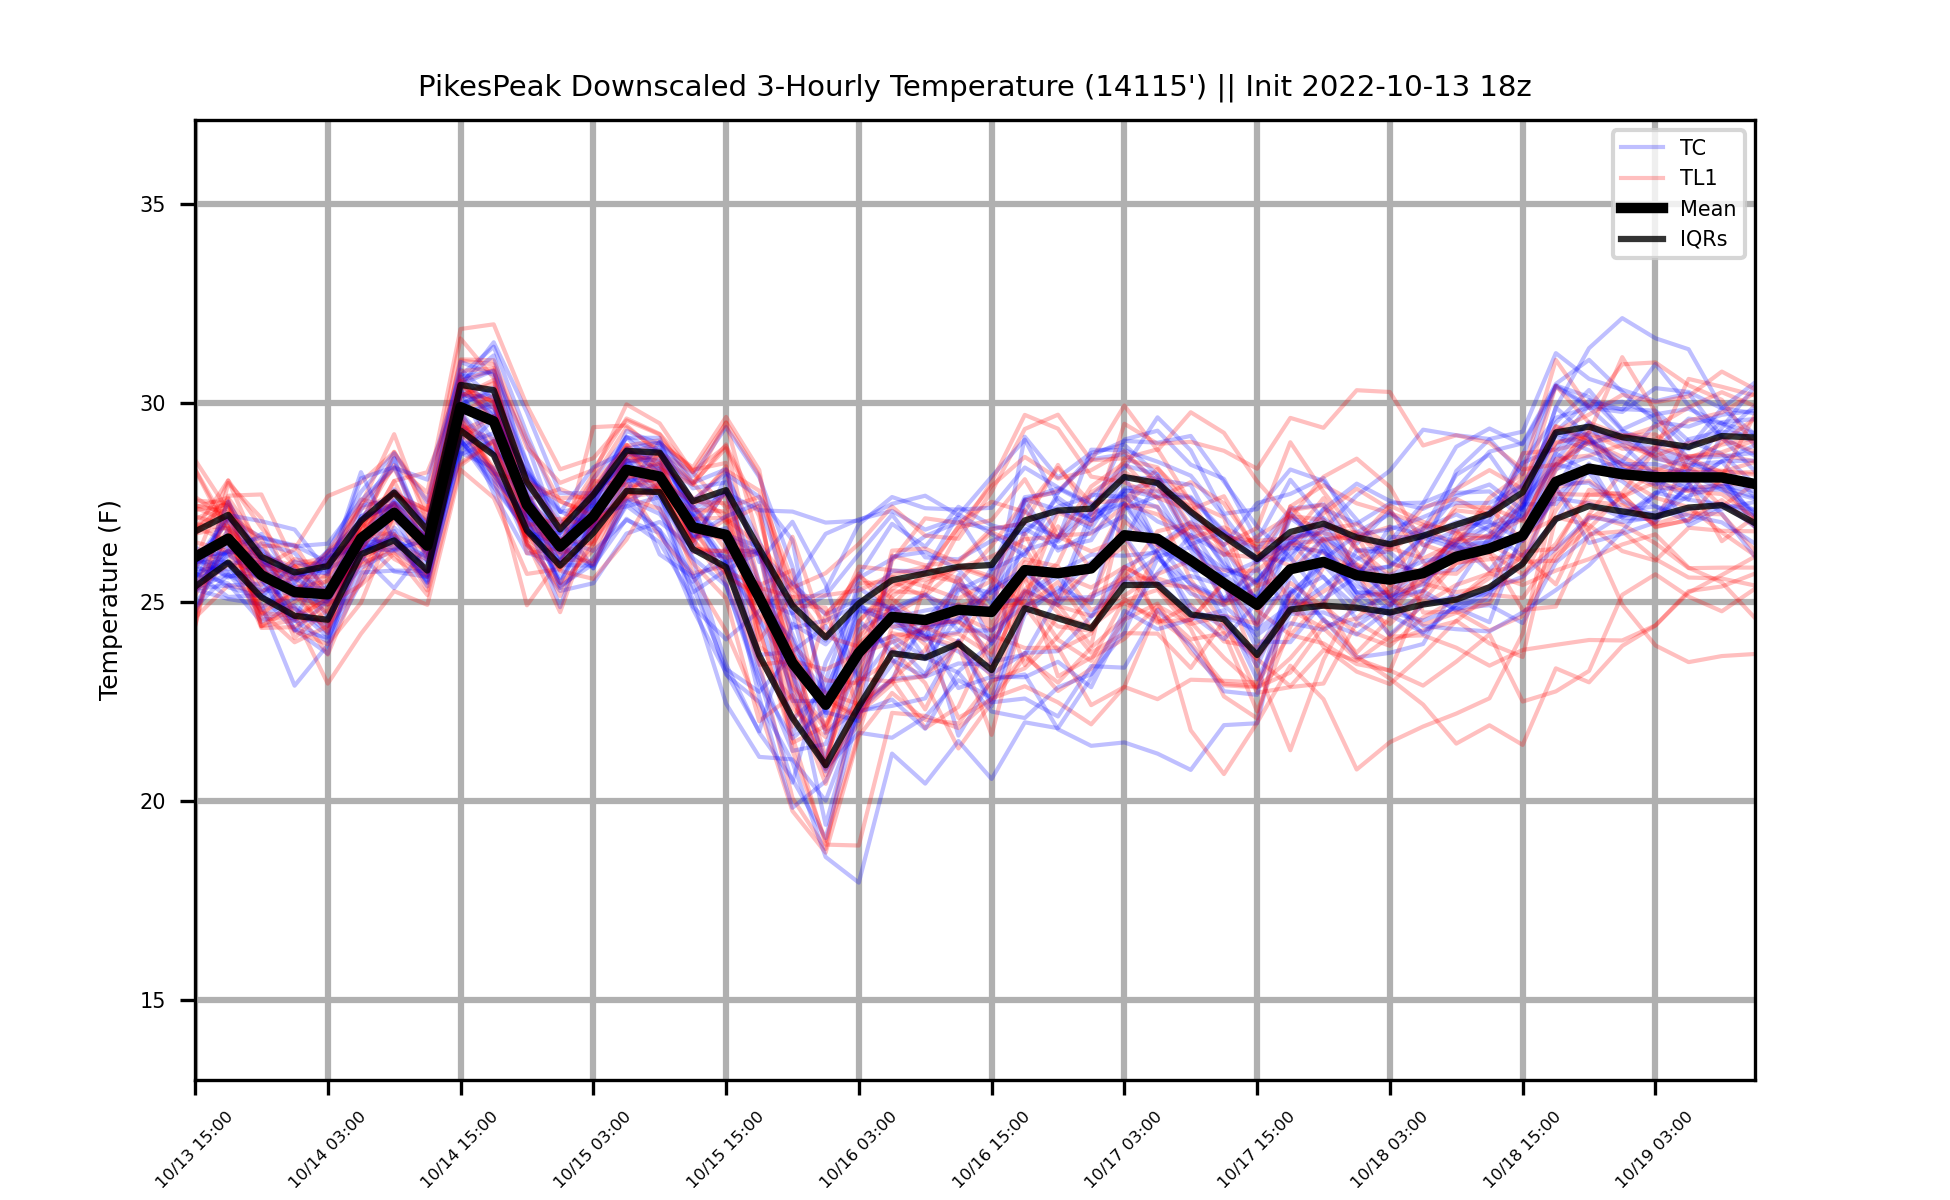 PikesPeak Downscaled 3-Hourly Temperature (14115') || Init 2022-10-13 18z
TC
TL1
Mean
IQRs
Temperature (F)
35
30
25
20
15
10/13 15:00
10/14 03:00
10/14 15:00
10/15 03:00
10/15 15:00
10/16 03:00
10/16 15:00
10/17 03:00
10/17 15:00
10/18 03:00
10/18 15:00
10/19 03:00